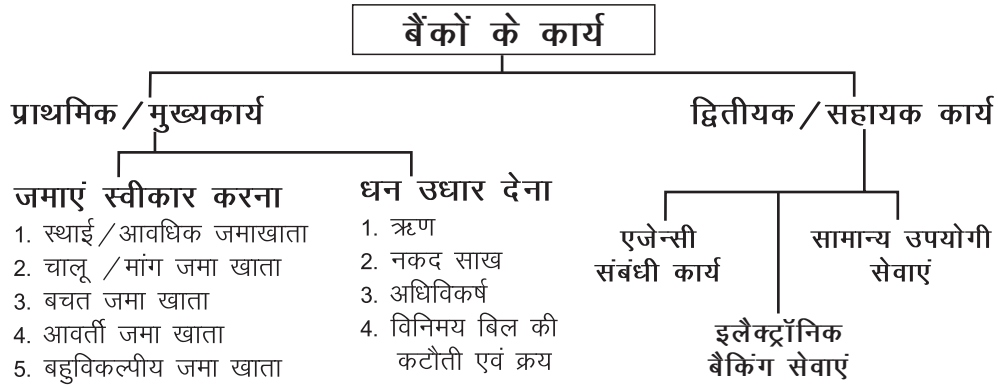 बैंकों के कार्य
प्राथमिक / मुख्यकार्य
द्वितीयक / सहायक कार्य
जमाएं स्वीकार करना
1. स्थाई / आवधिक जमाखाता
2. चालू / मांग जमा खाता
3. बचत जमा खाता
4. आवर्ती जमा खाता
5. बहुविकल्पीय जमा खाता
धन उधार देना
1. ऋण
2. नकद साख
3. अधिविकर्ष
4. विनिमय बिल की
कटौती एवं क्रय
एजेन्सी
संबंधी कार्य
इलैक्ट्रॉनिक
बैकिंग सेवाएं
सामान्य उपयोगी
सेवाएं